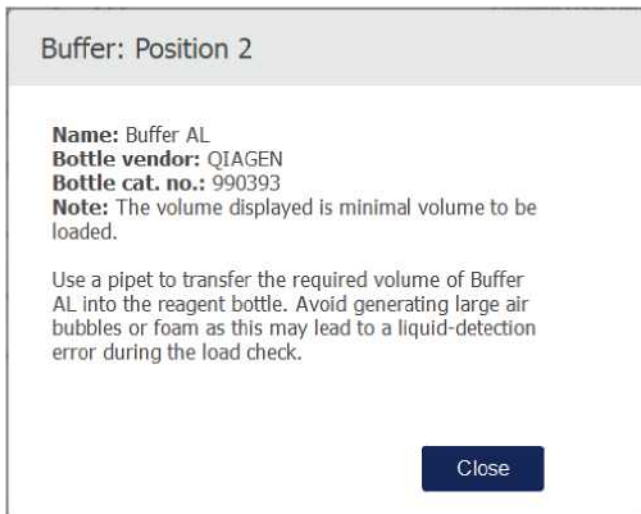 Buffer: Position 2
Name: Buffer AL
Bottle vendor: QIAGEN
Bottle cat. no.: 990393
Note: The volume displayed is minimal volume to be
loaded.
Use a pipet to transfer the required volume of Buffer
AL into the reagent bottle. Avoid generating large air
bubbles or foam as this may lead to a liquid-detection
error during the load check.
Close